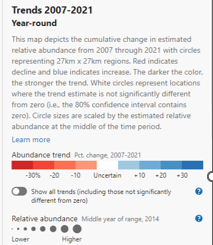 Trends 2007-2021
Year-round
This map depicts the cumulative change in estimated
relative abundance from 2007 through 2021 with circles
representing 27km x 27km regions. Red indicates
decline and blue indicates increase. The darker the color,
the stronger the trend. White circles represent locations
where the trend estimate is not significantly different
from zero (i.e., the 80% confidence interval contains
zero). Circle sizes are scaled by the estimated relative
abundance at the middle of the time period.
Learn more
Abundance trend Pct. change, 2007-2021
-30% -20 -10 Uncertain +10 +20 +30
Show all trends (including those not significantly
different from zero)
?
Relative abundance Middle year of range, 2014
?
Lower Higher